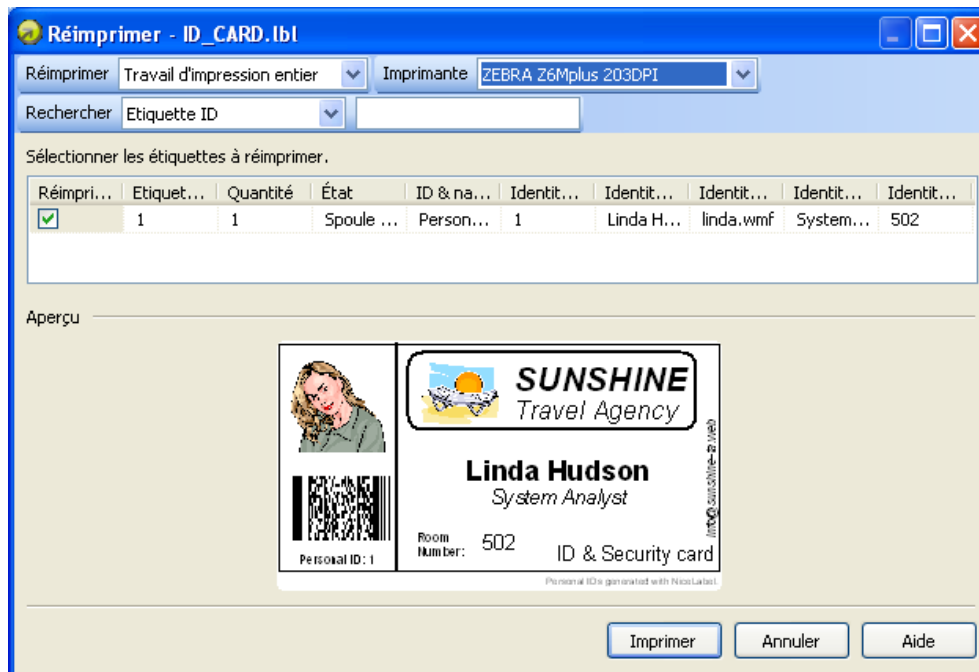 Réimprimer - ID_CARD.lbl
Réimprimer Travail d'impression entier Imprimante ZEBRA Z6Mplus 203DPI
Rechercher Etiquette ID
Sélectionner les étiquettes à réimprimer.
Réimpri... Etiquet... Quantité État ID & na... Identit... Identit... Identit... Identit... Identit...
1 1 Spoule ... Person... 1 Linda H... linda.wmf System... 502
Aperçu
SUNSHINE
Travel Agency
info@sunshine-ta.web
Linda Hudson
System Analyst
Room
Number: 502
Personal ID: 1
ID & Security card
Personal IDs generated with NiceLabel.
Imprimer Annuler Aide